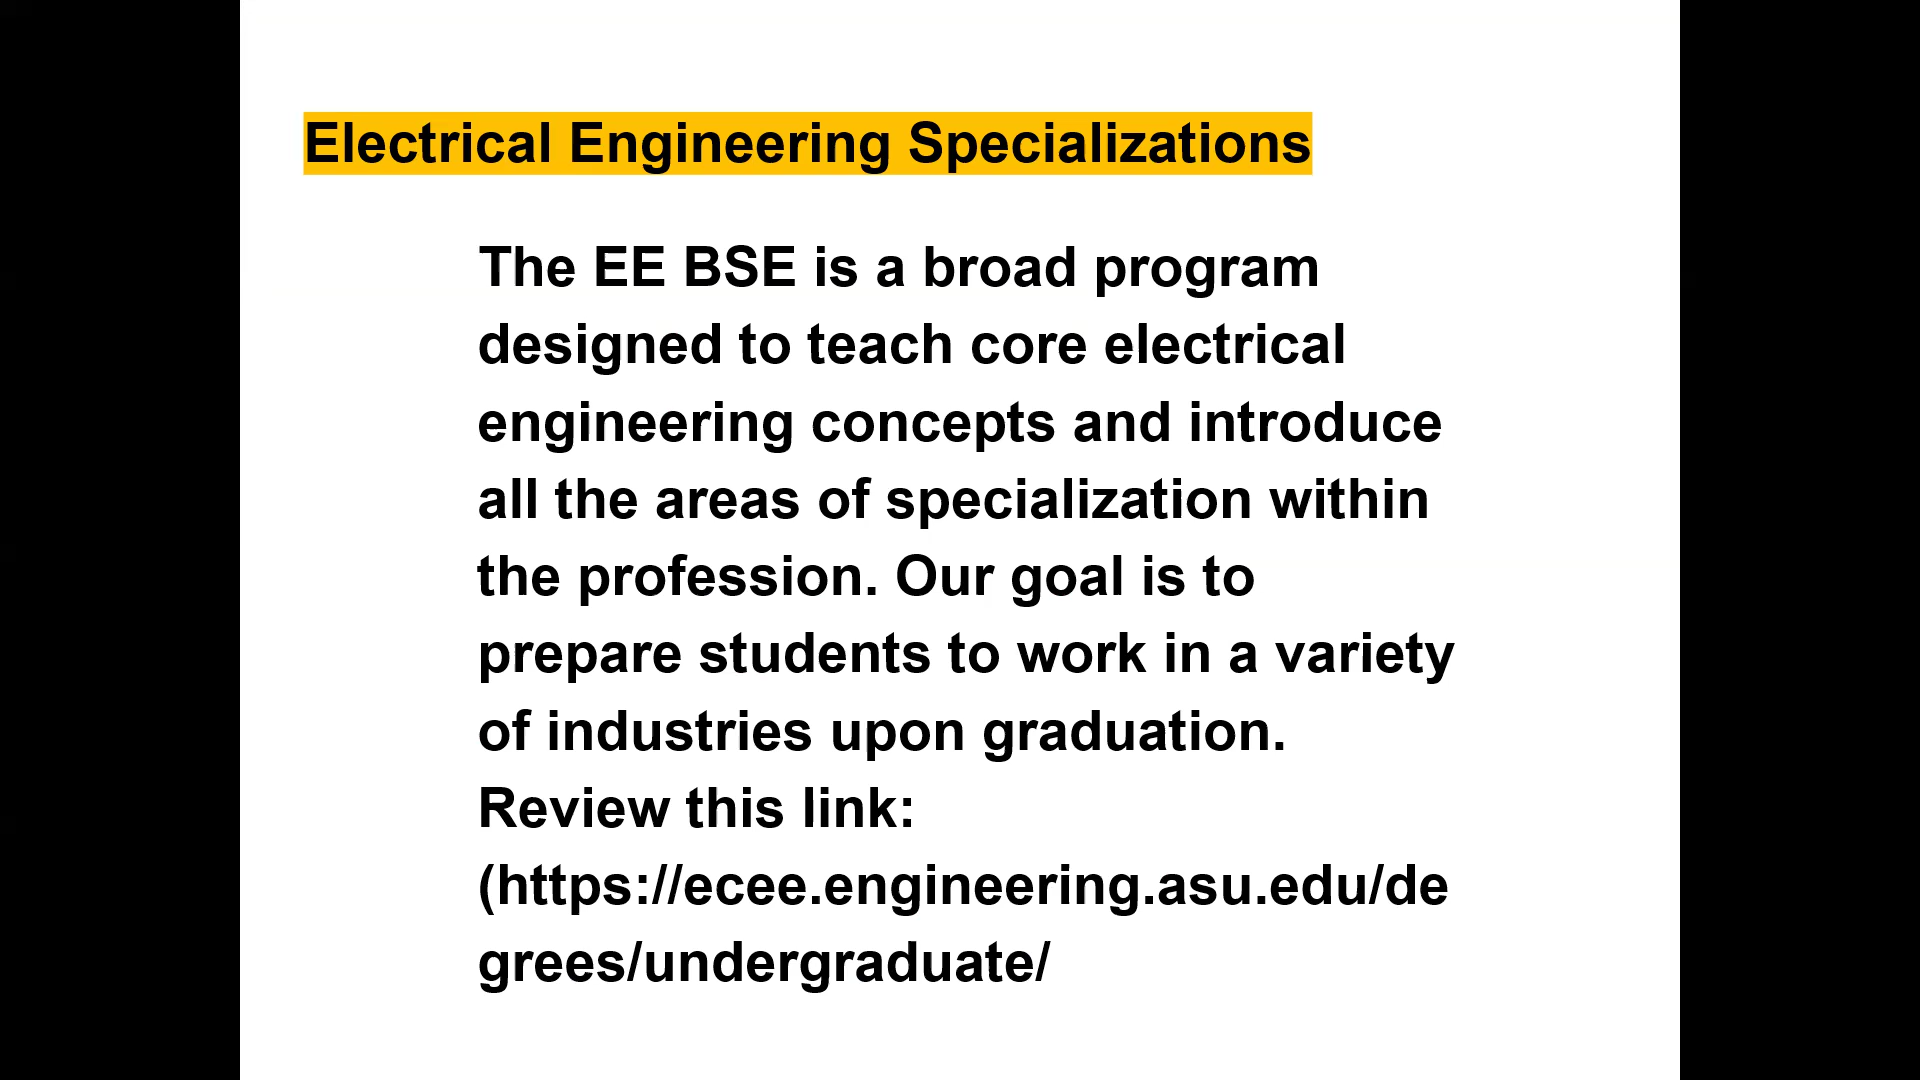 Electrical Engineering Specializations
The EE BSE is a broad program
designed to teach core electrical
engineering concepts and introduce
all the areas of specialization within
the profession. Our goal is to
prepare students to work in a variety
of industries upon graduation.
Review this link:
(https://ecee.engineering.asu.edu/de
grees/undergraduate/